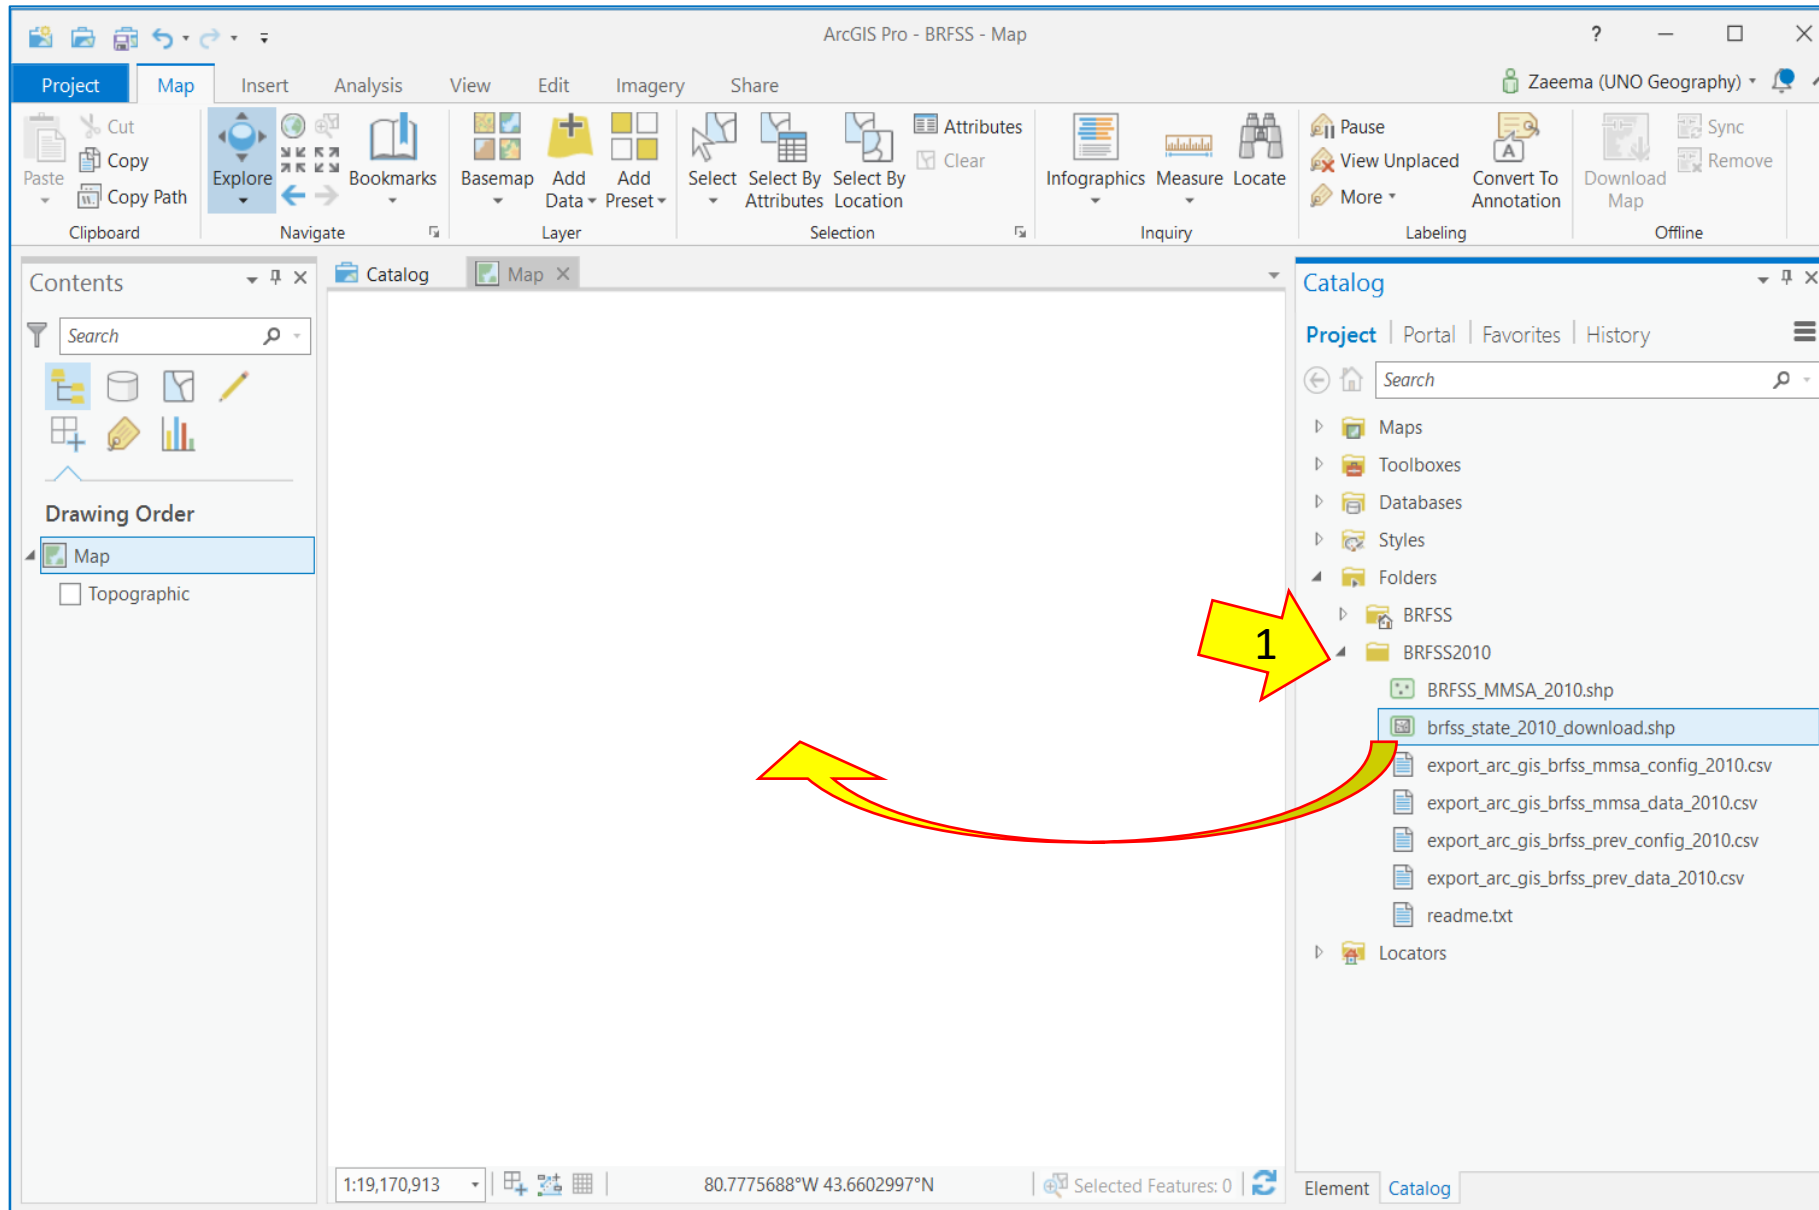 ArcGIS Pro - BRFSS - Map
?
Project Map Insert Analysis View Edit Imagery Share
Zaeema (UNO Geography)
Paste
Cut
Copy
Copy Path
Clipboard
Explore
Bookmarks
Navigate
Basemap
Add Data
Add Preset
Layer
Select
Select By Attributes
Select By Location
Attributes
Clear
Selection
Infographics
Measure
Locate
Inquiry
Pause
View Unplaced
More
Convert To Annotation
Labeling
Download Map
Sync
Remove
Offline
Contents
Search
Drawing Order
Map
Topographic
Catalog
Map
1
1:19,170,913
80.7775688°W 43.6602997°N
Selected Features: 0
Catalog
Project | Portal | Favorites | History
Search
Maps
Toolboxes
Databases
Styles
Folders
BRFSS
BRFSS2010
BRFSS_MMSA_2010.shp
brfss_state_2010_download.shp
export_arc_gis_brfss_mmsa_config_2010.csv
export_arc_gis_brfss_mmsa_data_2010.csv
export_arc_gis_brfss_prev_config_2010.csv
export_arc_gis_brfss_prev_data_2010.csv
readme.txt
Locators
Element Catalog